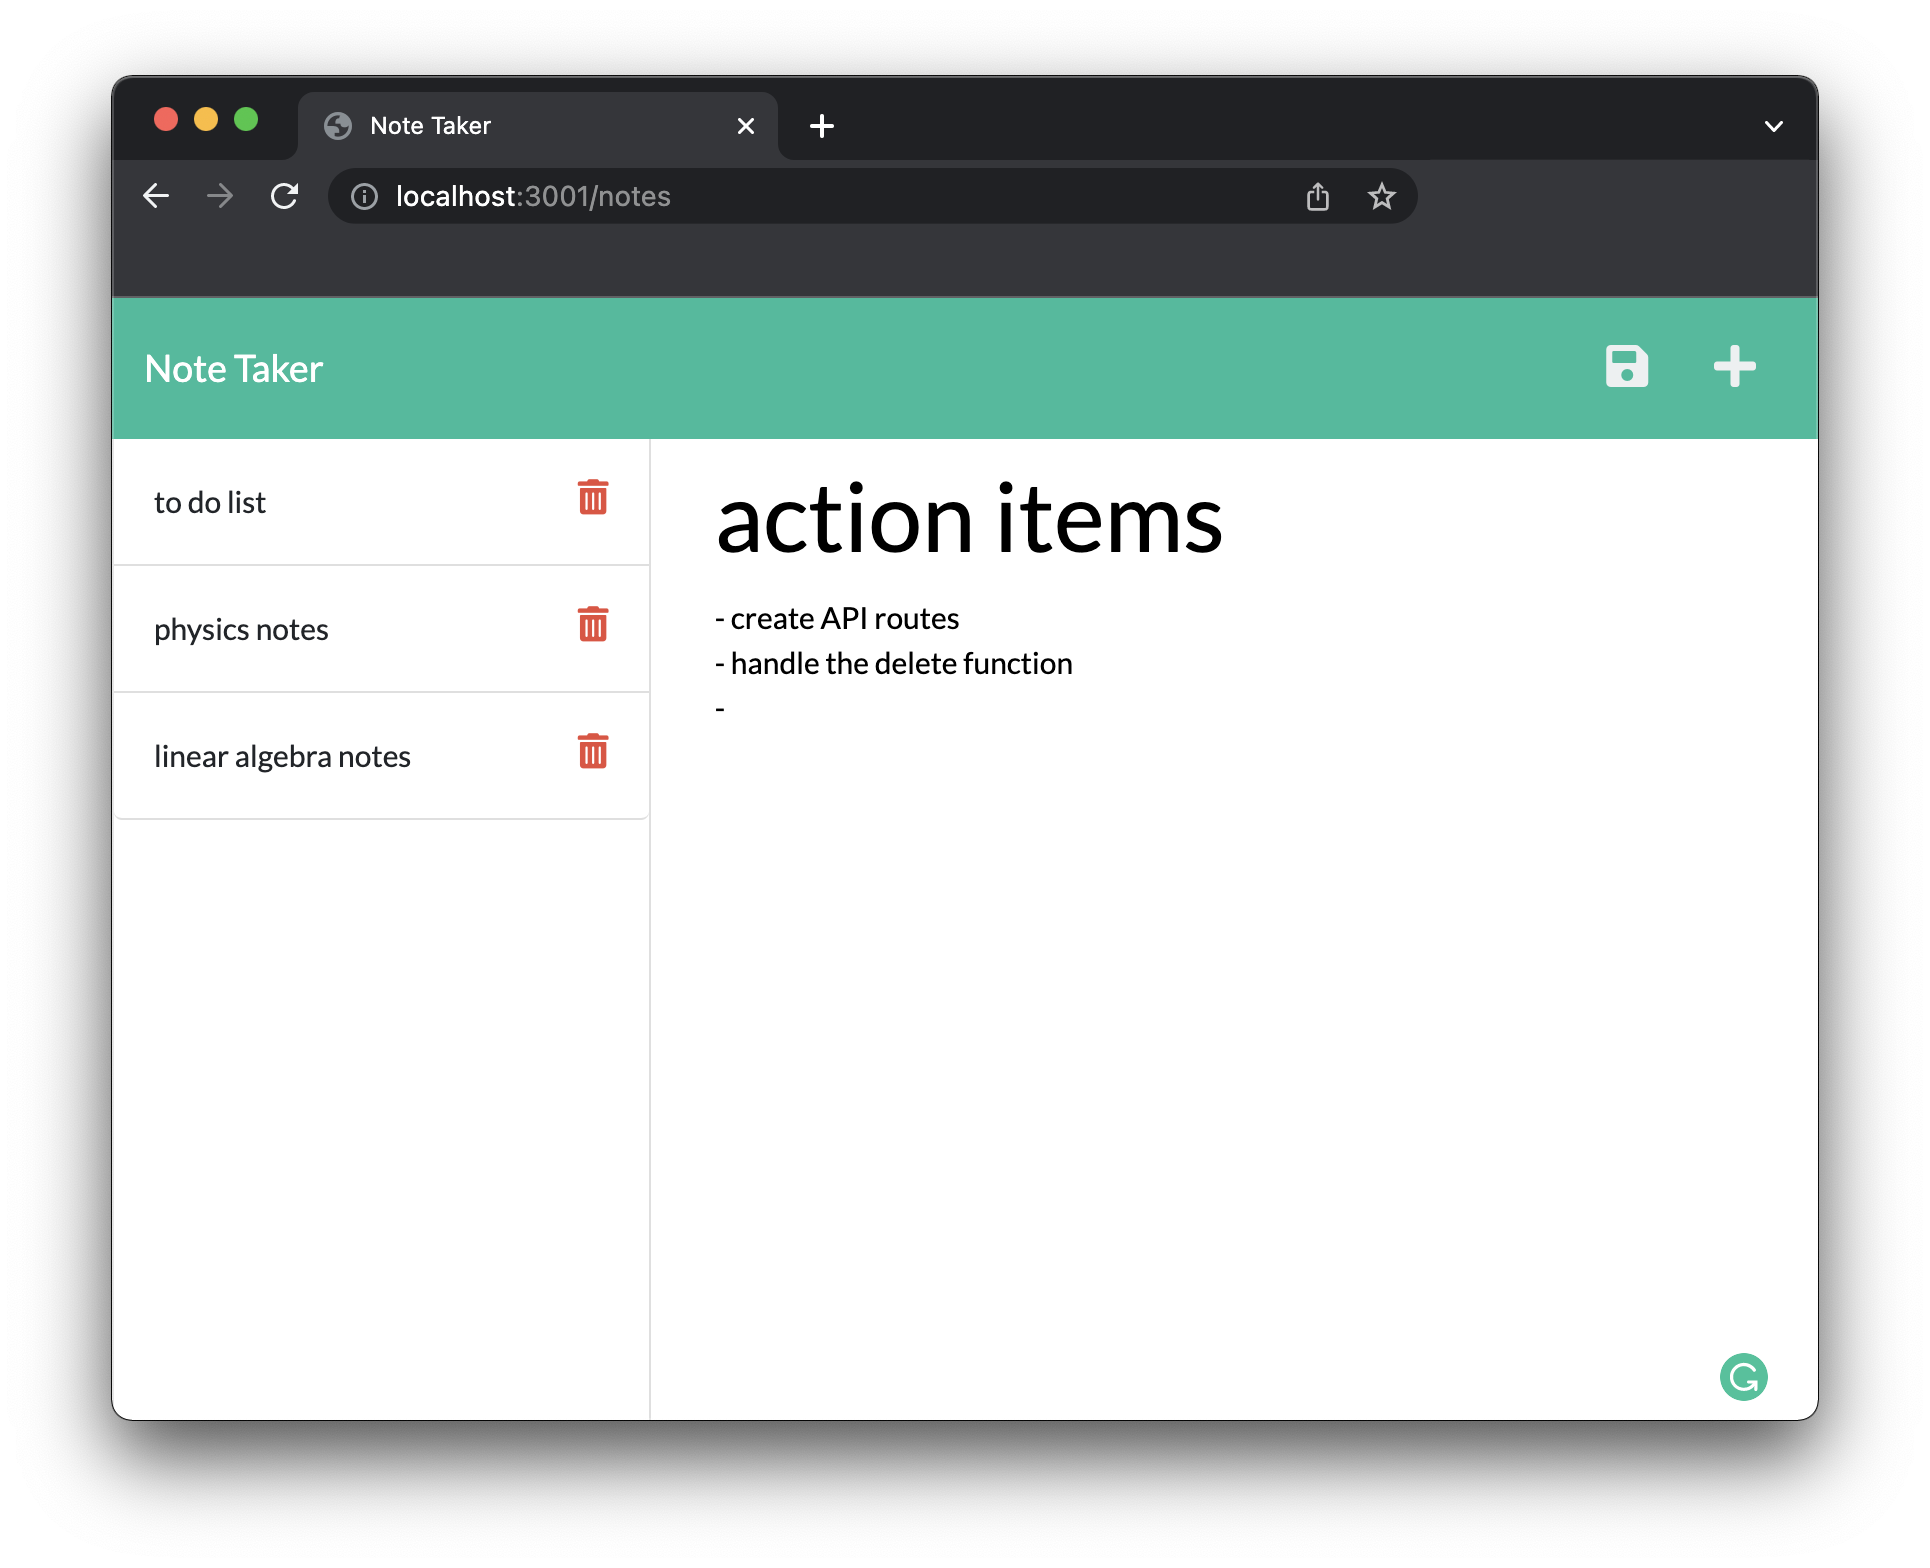 Note Taker
localhost:3001/notes
Note Taker
to do list
physics notes
linear algebra notes
action items
- create API routes
- handle the delete function
-